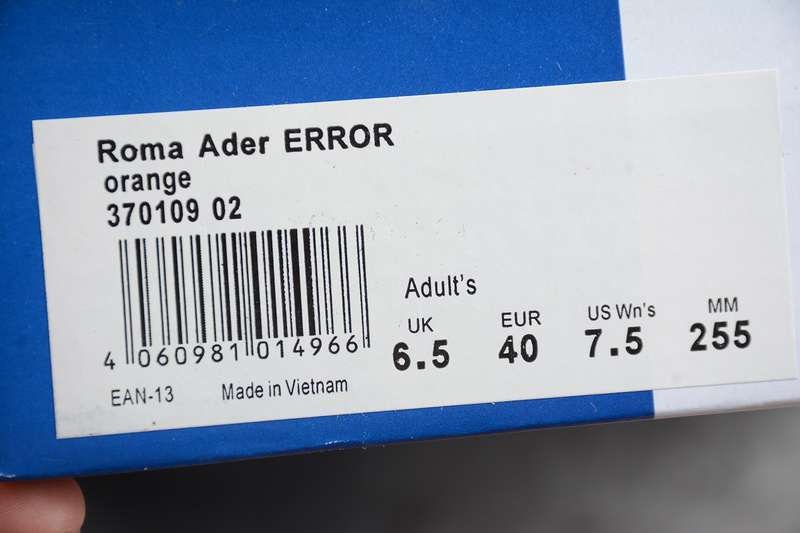 Roma Ader ERROR
orange
370109 02
4 060981 014966
EAN-13 Made in Vietnam
Adult's
UK EUR US Wn's MM
6.5 40 7.5 255